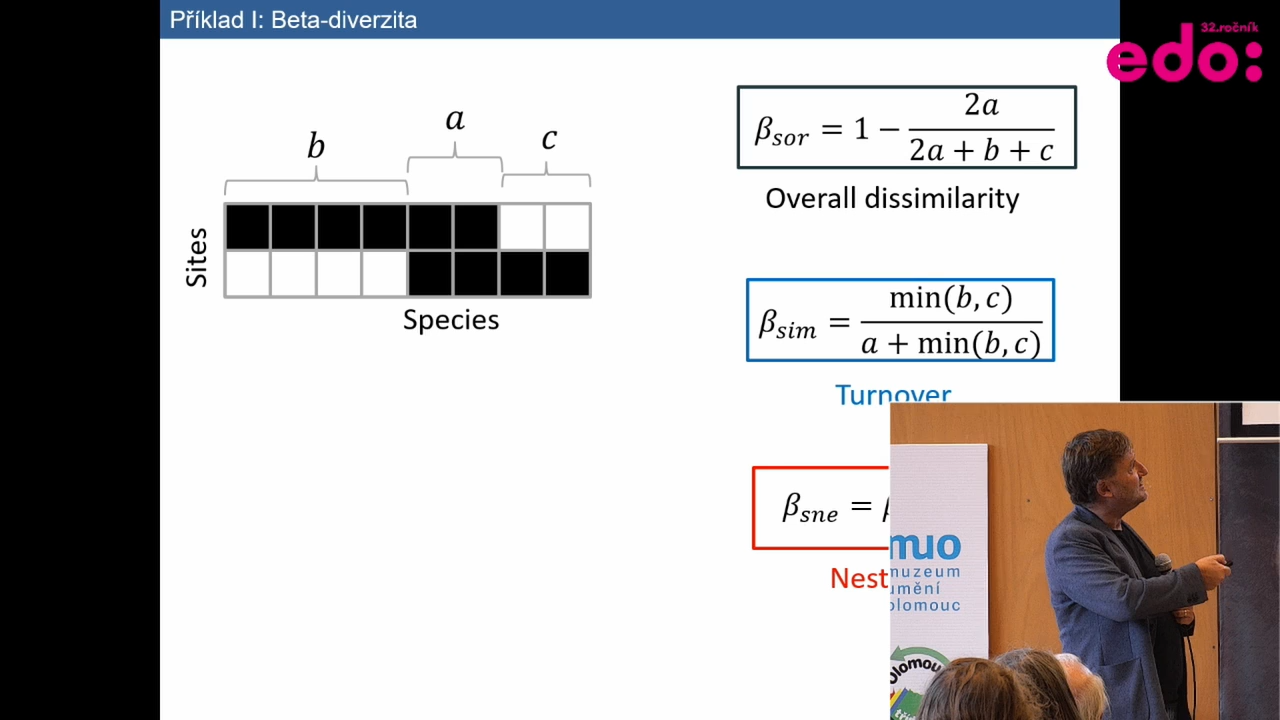 Příklad I: Beta-diverzita
32.ročník
edo:
b
a
c
Sites
Species
β_sor = 1 − 2a / (2a + b + c)
Overall dissimilarity
β_sim = min(b, c) / (a + min(b, c))
Turnover
β_sne =
Nest
muo
muzeum
umění
olomouc
olomou